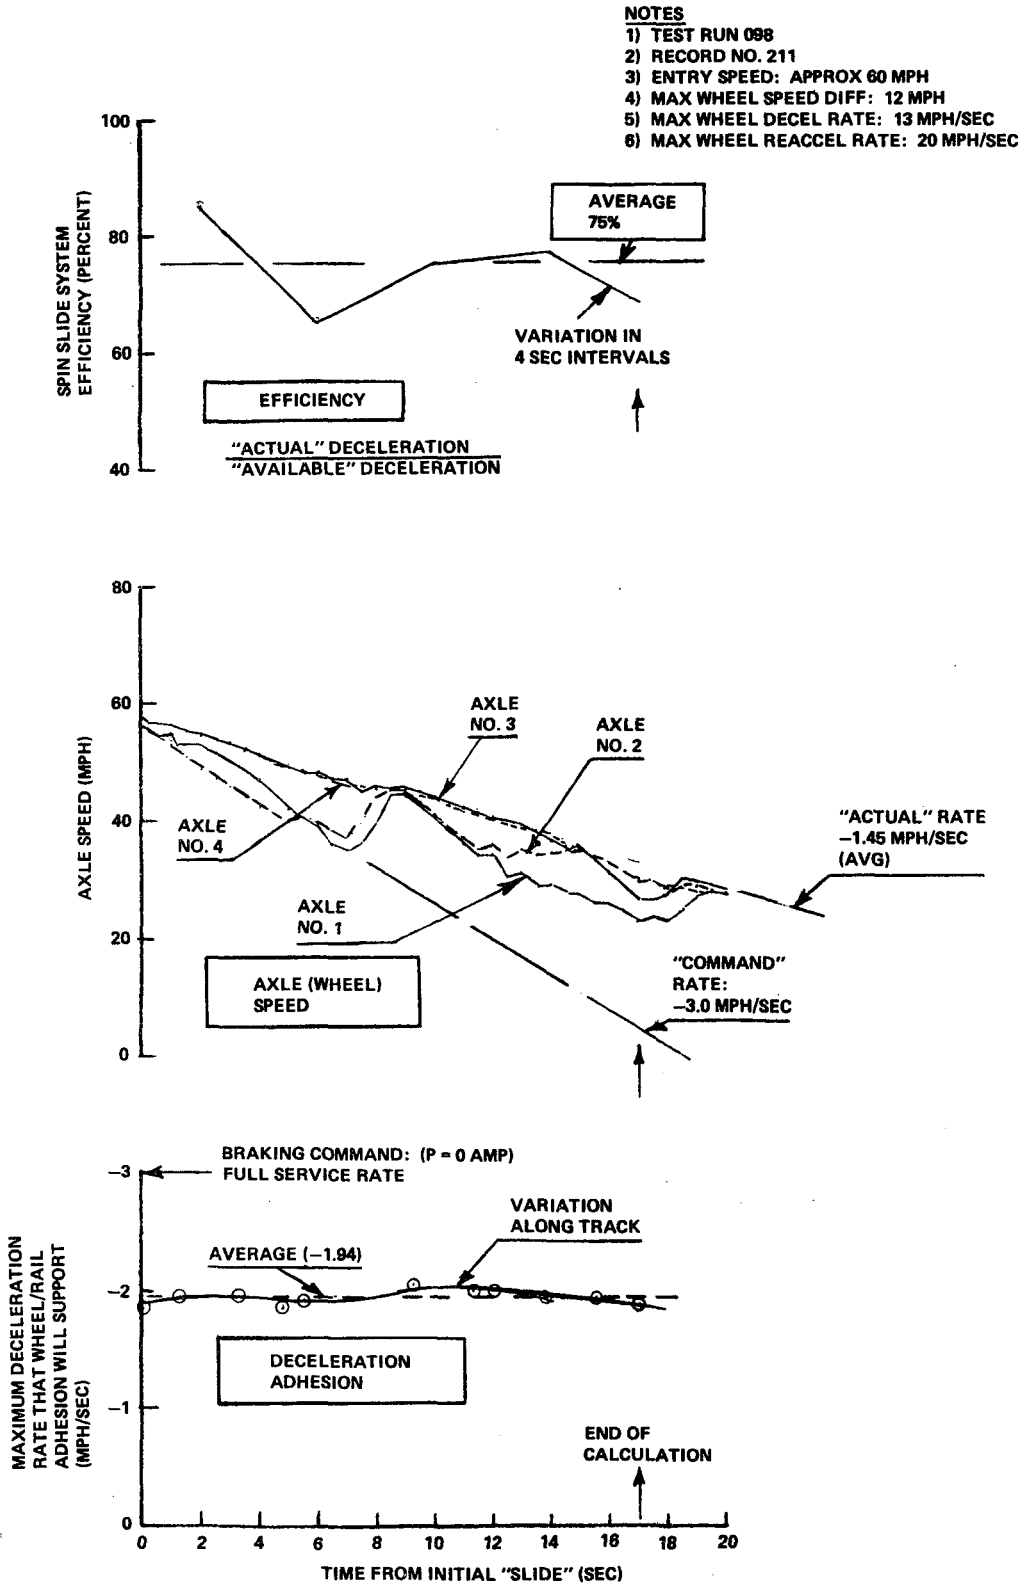 NOTES
1) TEST RUN 098
2) RECORD NO. 211
3) ENTRY SPEED: APPROX 60 MPH
4) MAX WHEEL SPEED DIFF: 12 MPH
5) MAX WHEEL DECEL RATE: 13 MPH/SEC
6) MAX WHEEL REACCEL RATE: 20 MPH/SEC
SPIN SLIDE SYSTEM
EFFICIENCY (PERCENT)
100
80
60
40
AVERAGE
75%
VARIATION IN
4 SEC INTERVALS
EFFICIENCY
"ACTUAL" DECELERATION
"AVAILABLE" DECELERATION
AXLE SPEED (MPH)
80
60
40
20
0
AXLE
NO. 3
AXLE
NO. 2
AXLE
NO. 4
AXLE
NO. 1
"ACTUAL" RATE
–1.45 MPH/SEC
(AVG)
AXLE (WHEEL)
SPEED
"COMMAND"
RATE:
–3.0 MPH/SEC
MAXIMUM DECELERATION
RATE THAT WHEEL/RAIL
ADHESION WILL SUPPORT
(MPH/SEC)
–3
–2
–1
0
BRAKING COMMAND: (P = 0 AMP)
FULL SERVICE RATE
VARIATION
ALONG TRACK
AVERAGE (–1.94)
DECELERATION
ADHESION
END OF
CALCULATION
0 2 4 6 8 10 12 14 16 18 20
TIME FROM INITIAL "SLIDE" (SEC)